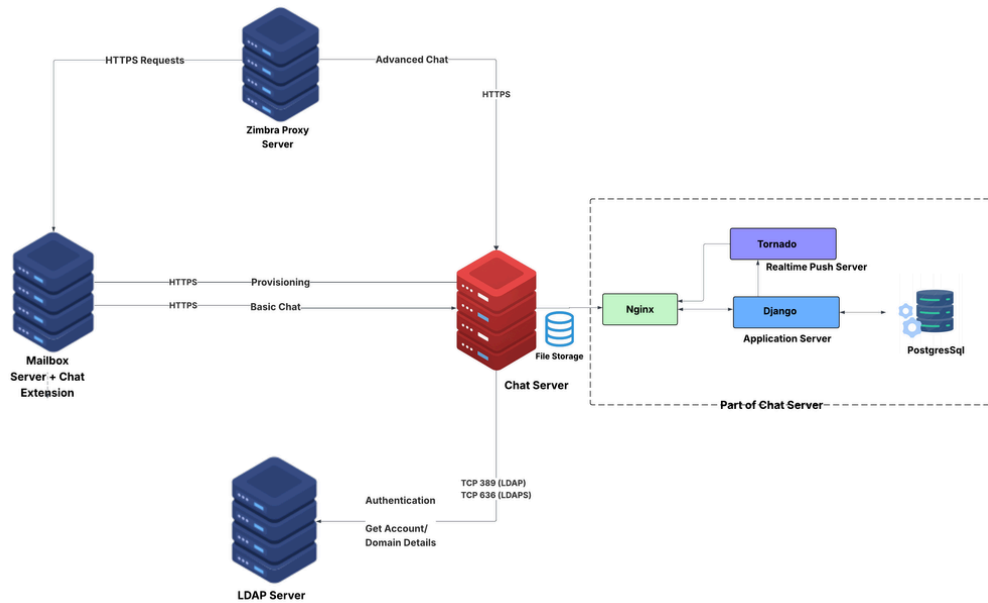 HTTPS Requests
Advanced Chat
HTTPS
Zimbra Proxy
Server
Tornado
Realtime Push Server
HTTPS
Provisioning
HTTPS
Basic Chat
Nginx
Django
Application Server
File Storage
PostgresSql
Mailbox
Server + Chat
Extension
Chat Server
Part of Chat Server
TCP 389 (LDAP)
TCP 636 (LDAPS)
Authentication
Get Account/
Domain Details
LDAP Server